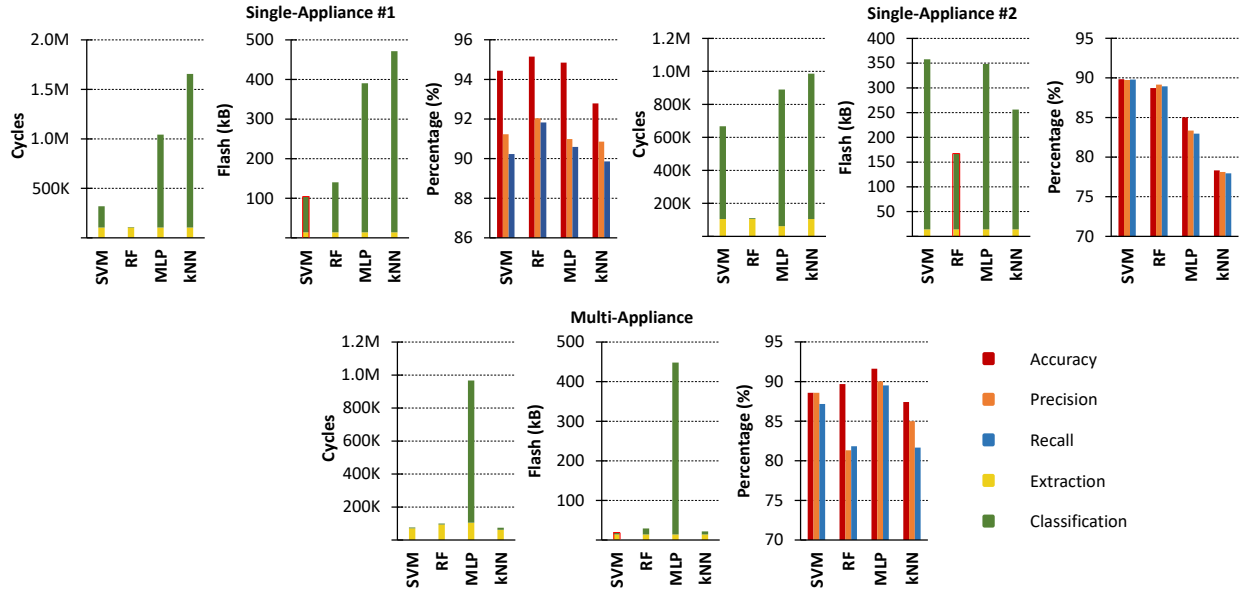 Single-Appliance #1
Single-Appliance #2
Cycles
2.0M
1.5M
1.0M
500K
SVM
RF
MLP
kNN
Flash (kB)
500
400
300
200
100
SVM
RF
MLP
kNN
Percentage (%)
96
94
92
90
88
86
SVM
RF
MLP
kNN
Cycles
1.2M
1.0M
800K
600K
400K
200K
SVM
RF
MLP
kNN
Flash (kB)
400
350
300
250
200
150
100
50
SVM
RF
MLP
kNN
Percentage (%)
95
90
85
80
75
70
SVM
RF
MLP
kNN
Multi-Appliance
Cycles
1.2M
1.0M
800K
600K
400K
200K
SVM
RF
MLP
kNN
Flash (kB)
500
400
300
200
100
SVM
RF
MLP
kNN
Percentage (%)
95
90
85
80
75
70
SVM
RF
MLP
kNN
Accuracy
Precision
Recall
Extraction
Classification